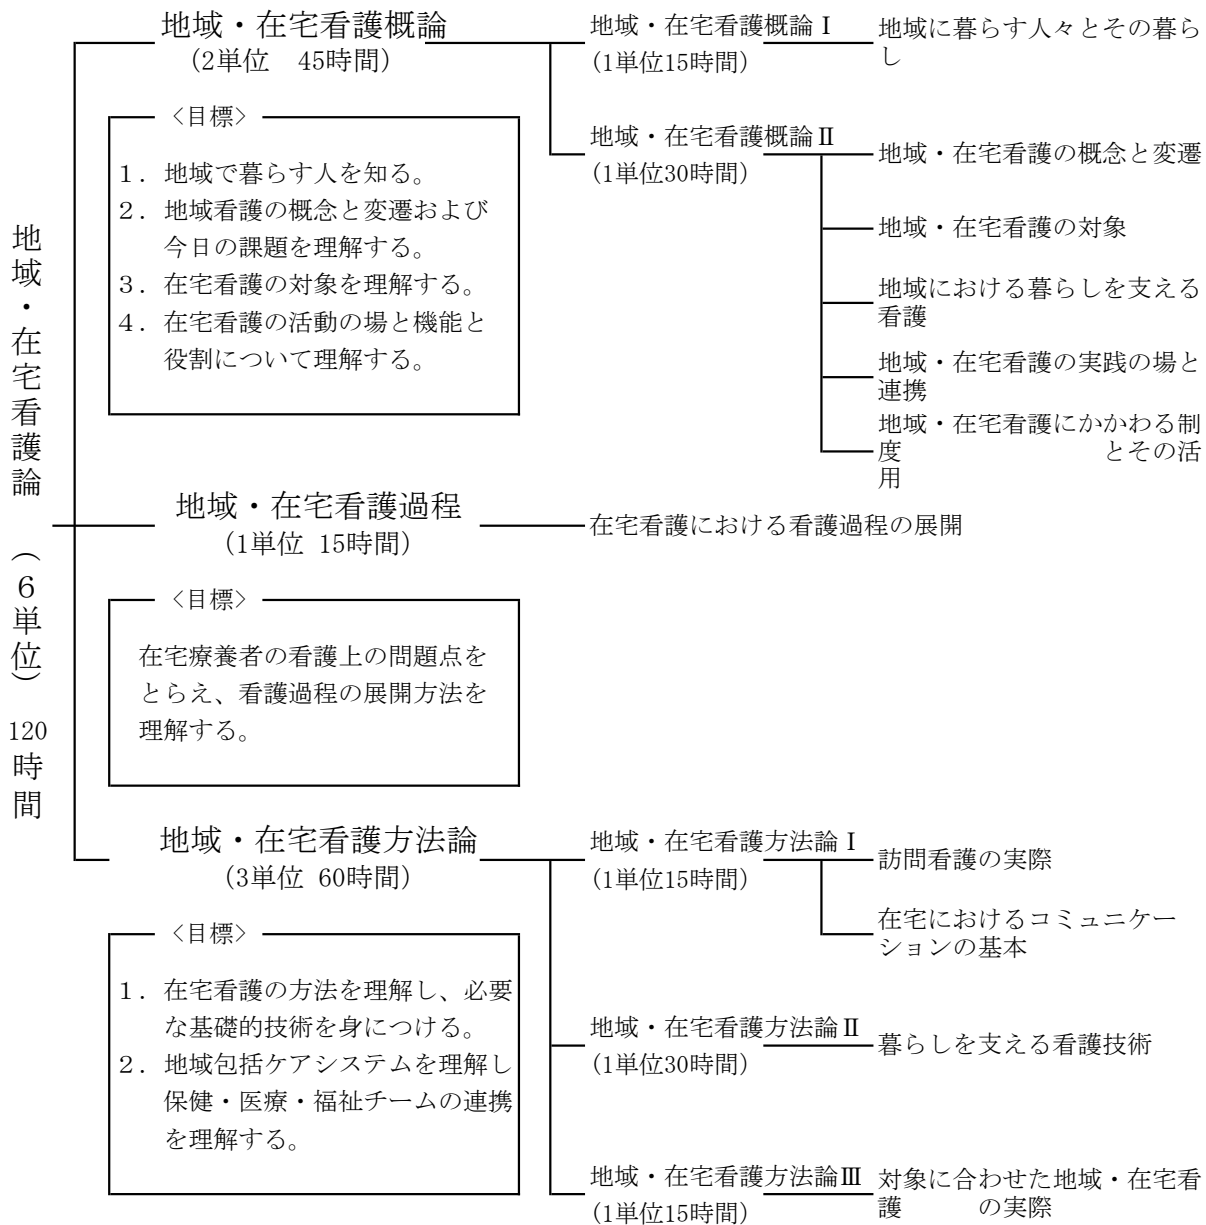 地域・在宅看護論
（6単位）
120
時間
地域・在宅看護概論
(2単位　45時間)
〈目標〉
1．地域で暮らす人を知る。
2．地域看護の概念と変遷および
今日の課題を理解する。
3．在宅看護の対象を理解する。
4．在宅看護の活動の場と機能と
役割について理解する。
地域・在宅看護概論Ⅰ
(1単位15時間)
地域に暮らす人々とその暮ら
し
地域・在宅看護概論Ⅱ
(1単位30時間)
地域・在宅看護の概念と変遷
地域・在宅看護の対象
地域における暮らしを支える
看護
地域・在宅看護の実践の場と
連携
地域・在宅看護にかかわる制
度　　　　　　　　とその活
用
地域・在宅看護過程
(1単位 15時間)
在宅看護における看護過程の展開
〈目標〉
在宅療養者の看護上の問題点を
とらえ、看護過程の展開方法を
理解する。
地域・在宅看護方法論
(3単位 60時間)
〈目標〉
1．在宅看護の方法を理解し、必要
な基礎的技術を身につける。
2．地域包括ケアシステムを理解し
保健・医療・福祉チームの連携
を理解する。
地域・在宅看護方法論Ⅰ
(1単位15時間)
訪問看護の実際
在宅におけるコミュニケー
ションの基本
地域・在宅看護方法論Ⅱ
(1単位30時間)
暮らしを支える看護技術
地域・在宅看護方法論Ⅲ
(1単位15時間)
対象に合わせた地域・在宅看
護　　　の実際